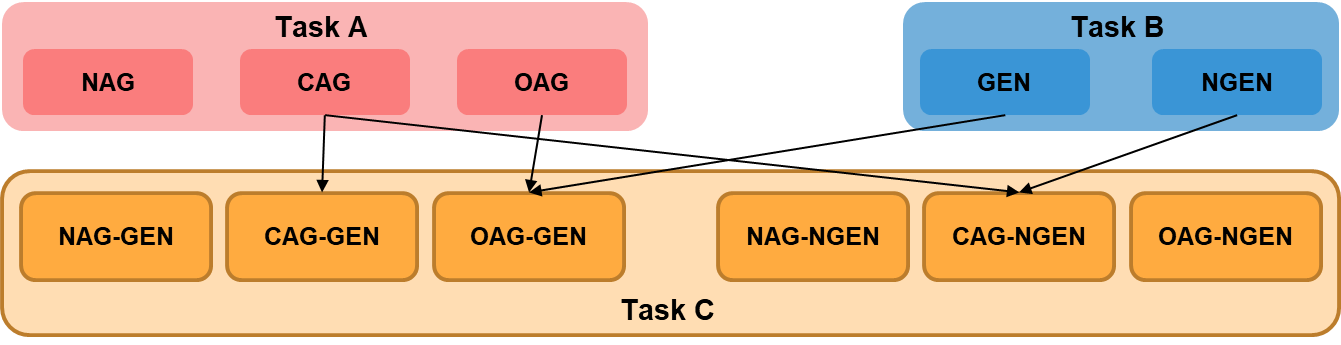 Task A
NAG
CAG
OAG
Task B
GEN
NGEN
NAG-GEN
CAG-GEN
OAG-GEN
NAG-NGEN
CAG-NGEN
OAG-NGEN
Task C